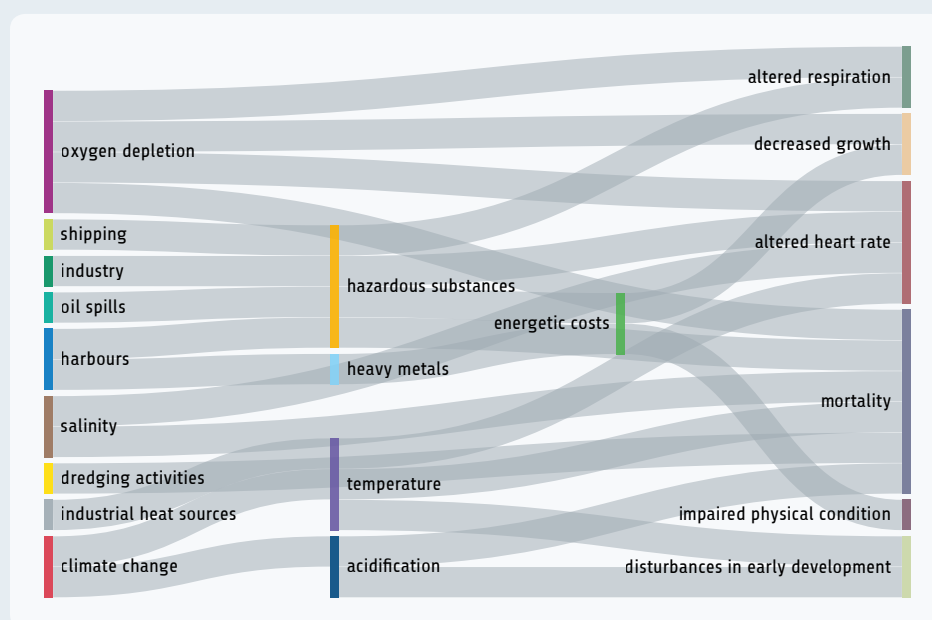 altered respiration
decreased growth
oxygen depletion
shipping
altered heart rate
industry
hazardous substances
oil spills
energetic costs
harbours
heavy metals
mortality
salinity
dredging activities
temperature
industrial heat sources
impaired physical condition
climate change
acidification
disturbances in early development